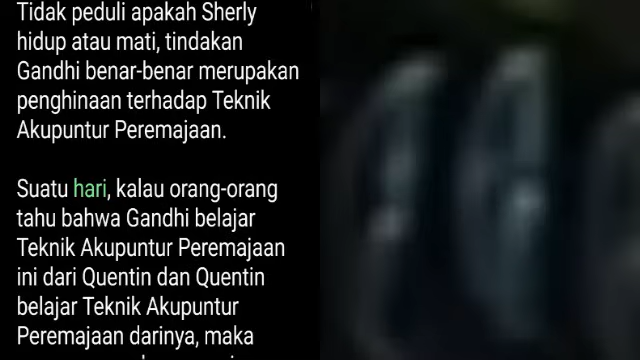 Tidak peduli apakah Sherly
hidup atau mati, tindakan
Gandhi benar-benar merupakan
penghinaan terhadap Teknik
Akupuntur Peremajaan.
Suatu hari, kalau orang-orang
tahu bahwa Gandhi belajar
Teknik Akupuntur Peremajaan
ini dari Quentin dan Quentin
belajar Teknik Akupuntur
Peremajaan darinya, maka